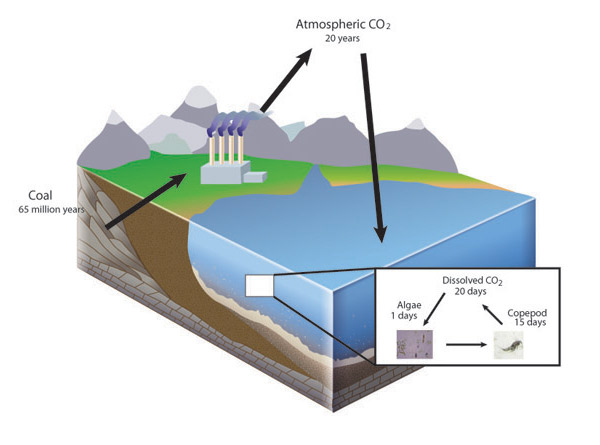 Atmospheric CO2
20 years
Coal
65 million years
Dissolved CO2
20 days
Algae
1 days
Copepod
15 days